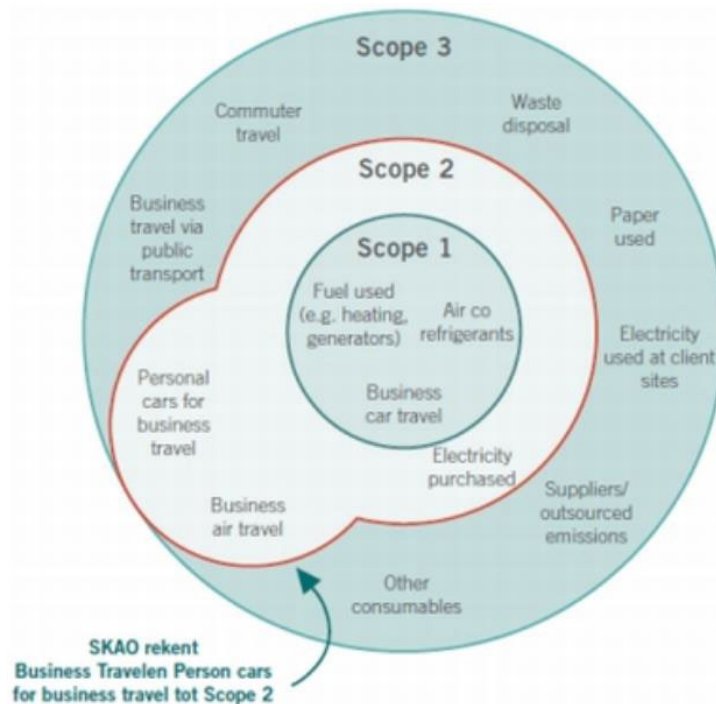 Scope 3
Commuter
travel
Waste
disposal
Scope 2
Business
travel via
public
transport
Paper
used
Scope 1
Fuel used
(e.g. heating,
generators)
Air co
refrigerants
Electricity
used at client
sites
Personal
cars for
business
travel
Business
car travel
Electricity
purchased
Business
air travel
Suppliers/
outsourced
emissions
Other
consumables
SKAO rekent
Business Travelen Person cars
for business travel tot Scope 2